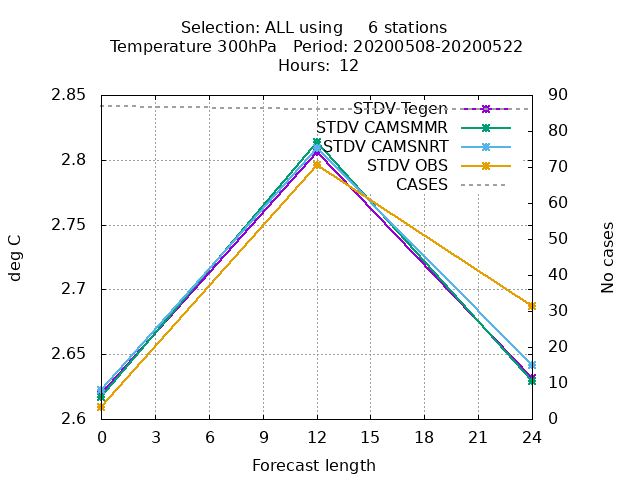 Selection: ALL using 6 stations
Temperature 300hPa Period: 20200508-20200522
Hours: 12
2.85
2.8
2.75
2.7
2.65
2.6
90
80
70
60
50
40
30
20
10
0
STDV Tegen
STDV CAMSMMR
STDV CAMSNRT
STDV OBS
CASES
deg C
No cases
0 3 6 9 12 15 18 21 24
Forecast length